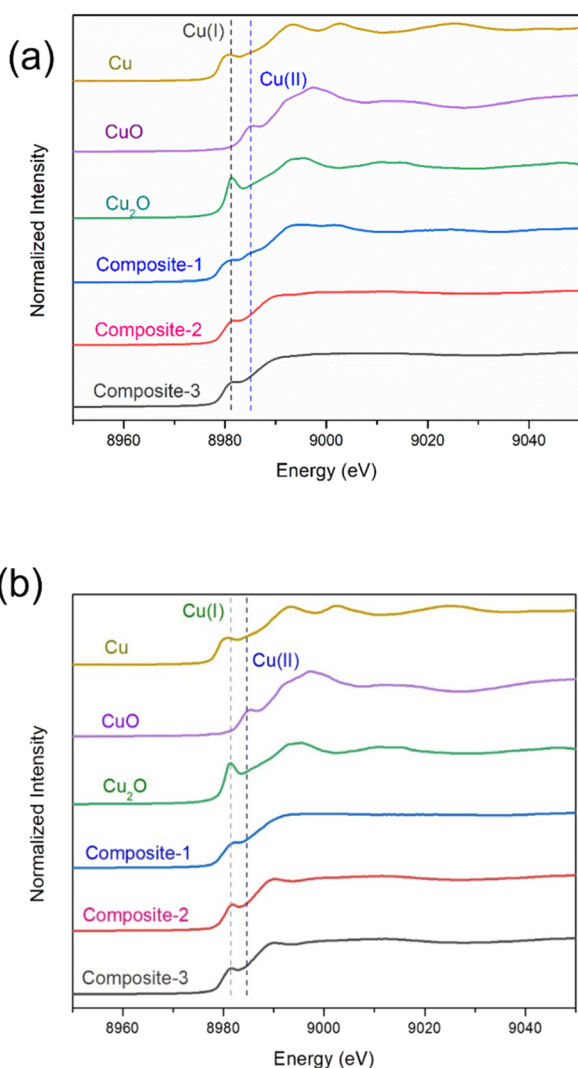 (a)
Cu(I)
Cu(II)
Cu
CuO
Cu₂O
Composite-1
Composite-2
Composite-3
Normalized Intensity
8960 8980 9000 9020 9040
Energy (eV)
(b)
Cu(I)
Cu(II)
Cu
CuO
Cu₂O
Composite-1
Composite-2
Composite-3
Normalized Intensity
8960 8980 9000 9020 9040
Energy (eV)